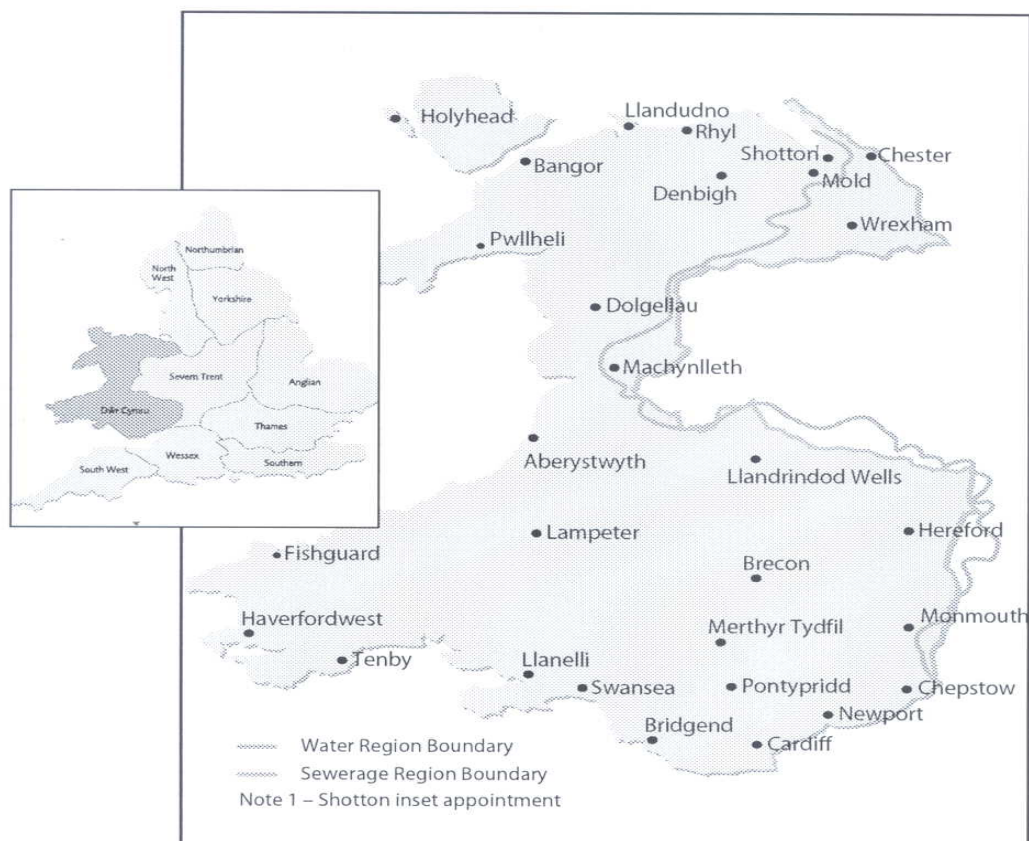 Holyhead
Llandudno
Rhyl
Shotton
Chester
Bangor
Mold
Denbigh
Wrexham
Pwllheli
Dolgellau
Machynlleth
Aberystwyth
Llandrindod Wells
Lampeter
Hereford
Fishguard
Brecon
Haverfordwest
Merthyr Tydfil
Monmouth
Tenby
Llanelli
Swansea
Pontypridd
Chepstow
Newport
Bridgend
Cardiff
Northumbrian
North
West
Yorkshire
Severn Trent
Anglian
Dŵr Cymru
Thames
Wessex
Southern
South West
Water Region Boundary
Sewerage Region Boundary
Note 1 – Shotton inset appointment